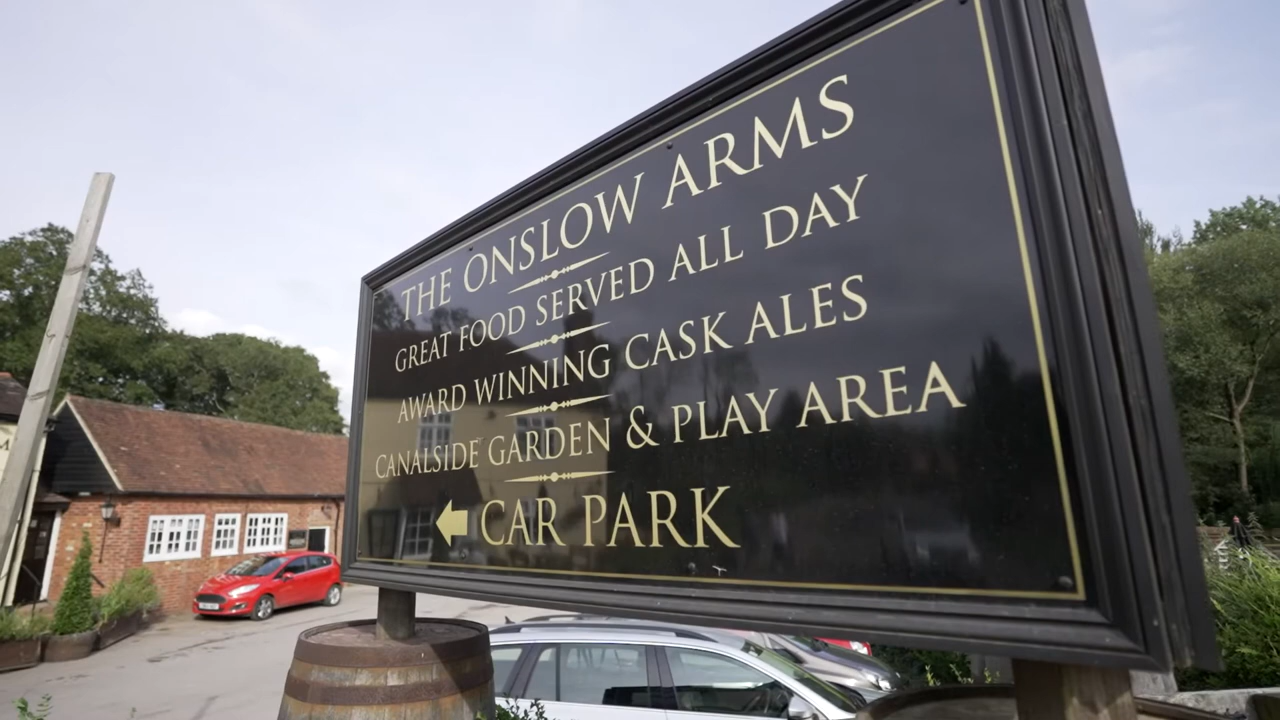 THE ONSLOW ARMS
GREAT FOOD SERVED ALL DAY
AWARD WINNING CASK ALES
CANALSIDE GARDEN & PLAY AREA
CAR PARK